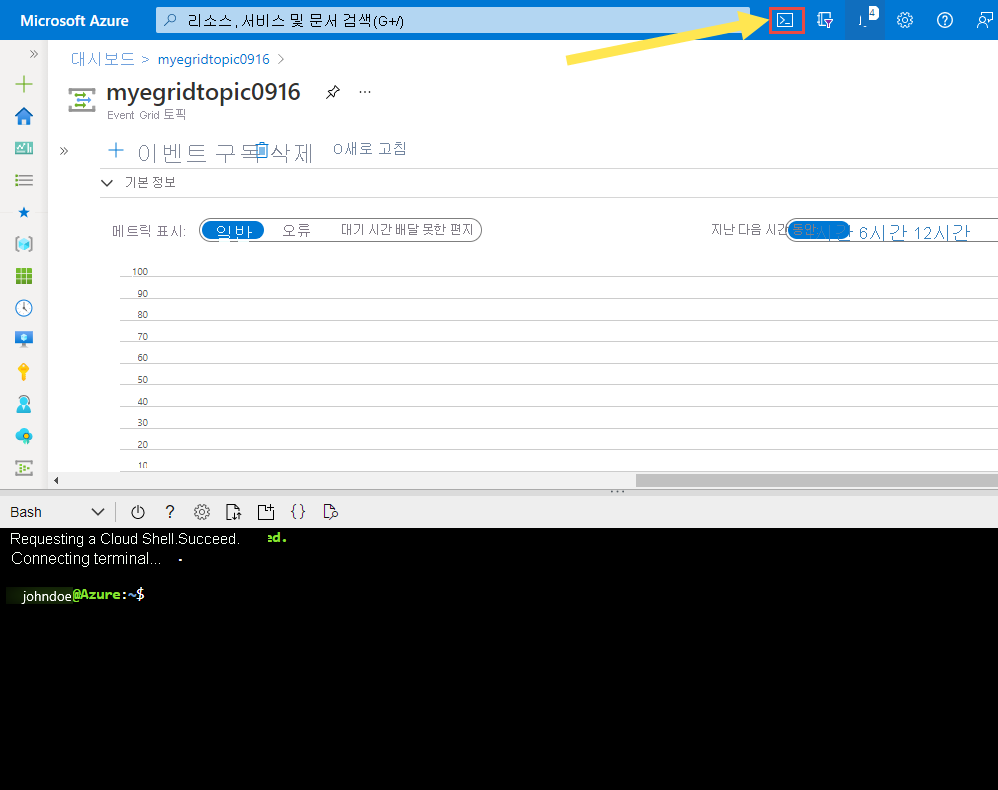 Microsoft Azure
리소스, 서비스 및 문서 검색(G+/)
4
대시보드 > myegridtopic0916 >
myegridtopic0916
Event Grid 토픽
+ 이벤트 구독 삭제 O새로 고침
기본 정보
메트릭 표시: 일반 오류 대기 시간 배달 못한 편지 지난 다음 시간 동안 시간 6시간 12시간
100
90
80
70
60
50
40
30
20
10
Bash
Requesting a Cloud Shell.Succeed. ed.
Connecting terminal...
johndoe@Azure:~$